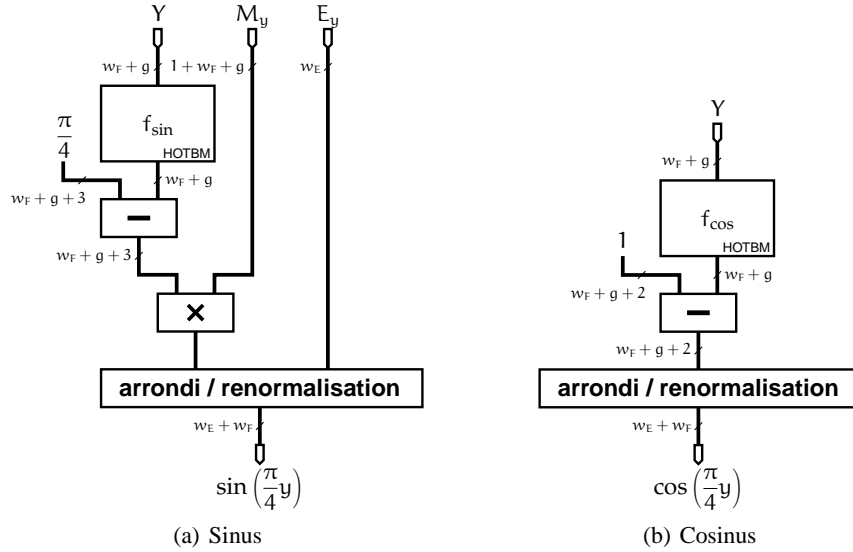 Y M_y E_y
w_F + g 1 + w_F + g w_E
f_sin
HOTBM
π/4
w_F + g
w_F + g + 3
−
w_F + g + 3
×
arrondi / renormalisation
w_E + w_F
sin (π/4 y)
(a) Sinus
Y
w_F + g
f_cos
HOTBM
1
w_F + g
w_F + g + 2
−
w_F + g + 2
arrondi / renormalisation
w_E + w_F
cos (π/4 y)
(b) Cosinus